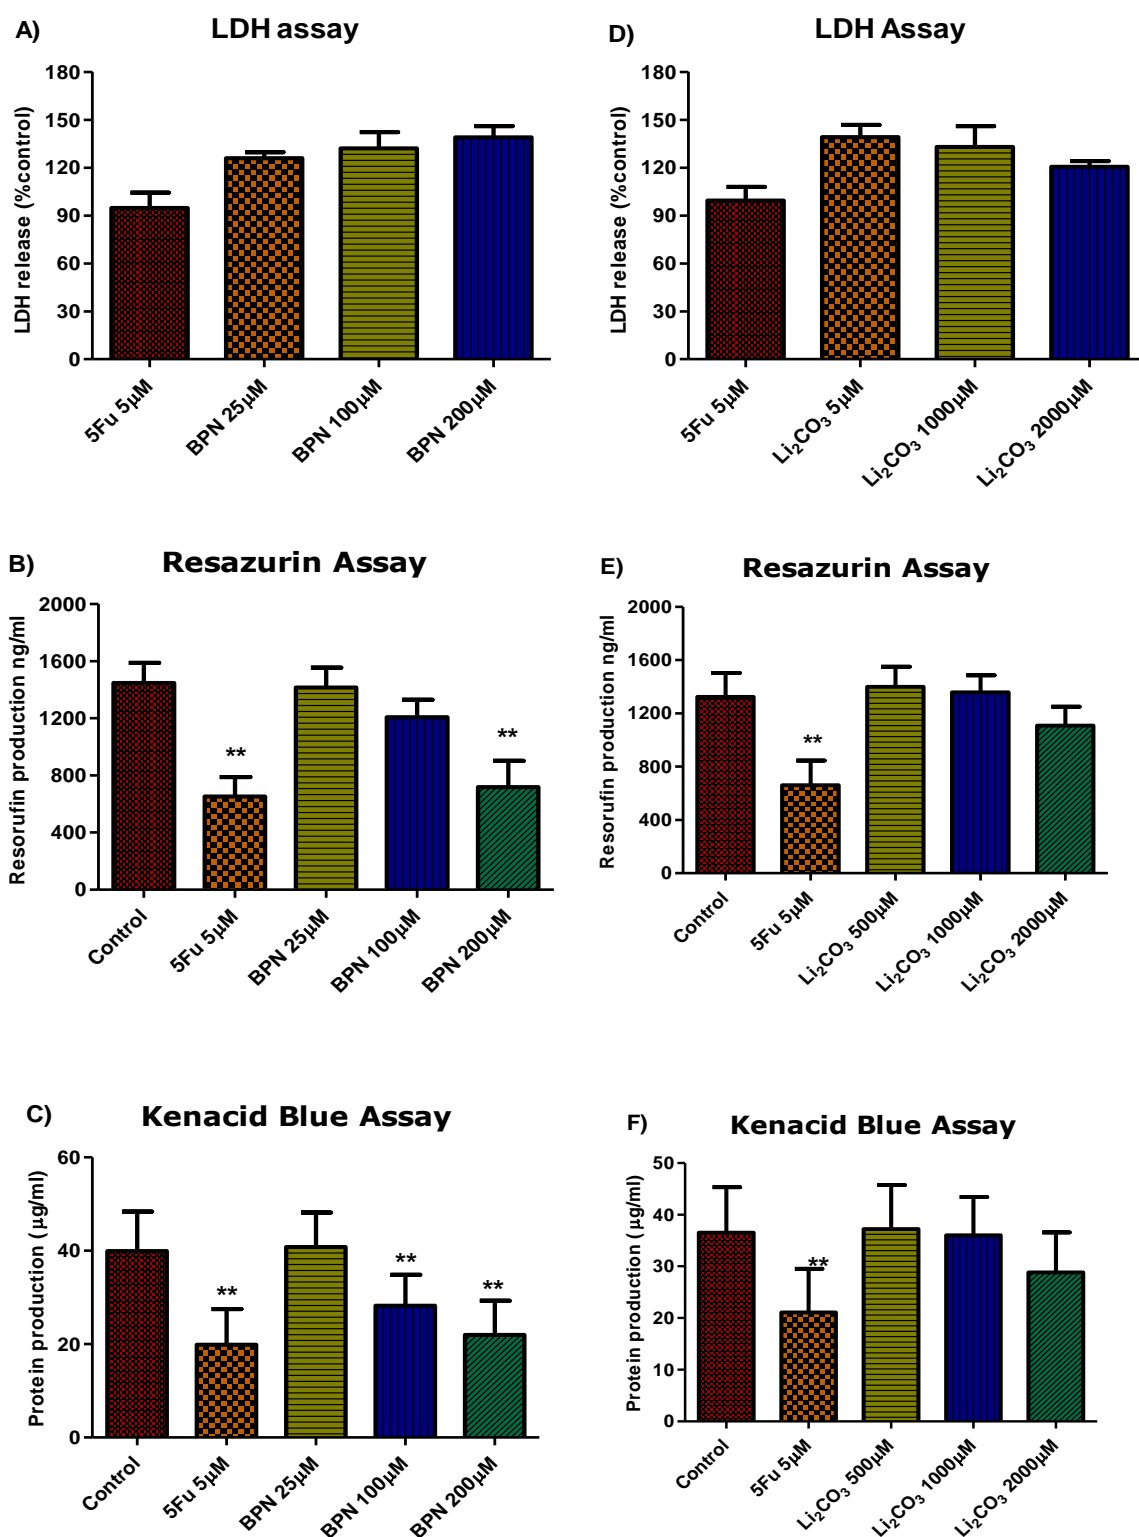 A)
LDH assay
LDH release (%control)
180
150
120
90
60
30
0
5Fu 5μM
BPN 25μM
BPN 100μM
BPN 200μM
D)
LDH Assay
LDH release (%control)
180
150
120
90
60
30
0
5Fu 5μM
Li₂CO₃ 5μM
Li₂CO₃ 1000μM
Li₂CO₃ 2000μM
B)
Resazurin Assay
Resorufin production ng/ml
2000
1600
1200
800
400
0
**
**
Control
5Fu 5μM
BPN 25μM
BPN 100μM
BPN 200μM
E)
Resazurin Assay
Resorufin production ng/ml
2000
1600
1200
800
400
0
**
Control
5Fu 5μM
Li₂CO₃ 500μM
Li₂CO₃ 1000μM
Li₂CO₃ 2000μM
C)
Kenacid Blue Assay
Protein production (μg/ml)
60
40
20
0
**
**
**
Control
5Fu 5μM
BPN 25μM
BPN 100μM
BPN 200μM
F)
Kenacid Blue Assay
Protein production (μg/ml)
50
40
30
20
10
0
**
Control
5Fu 5μM
Li₂CO₃ 500μM
Li₂CO₃ 1000μM
Li₂CO₃ 2000μM